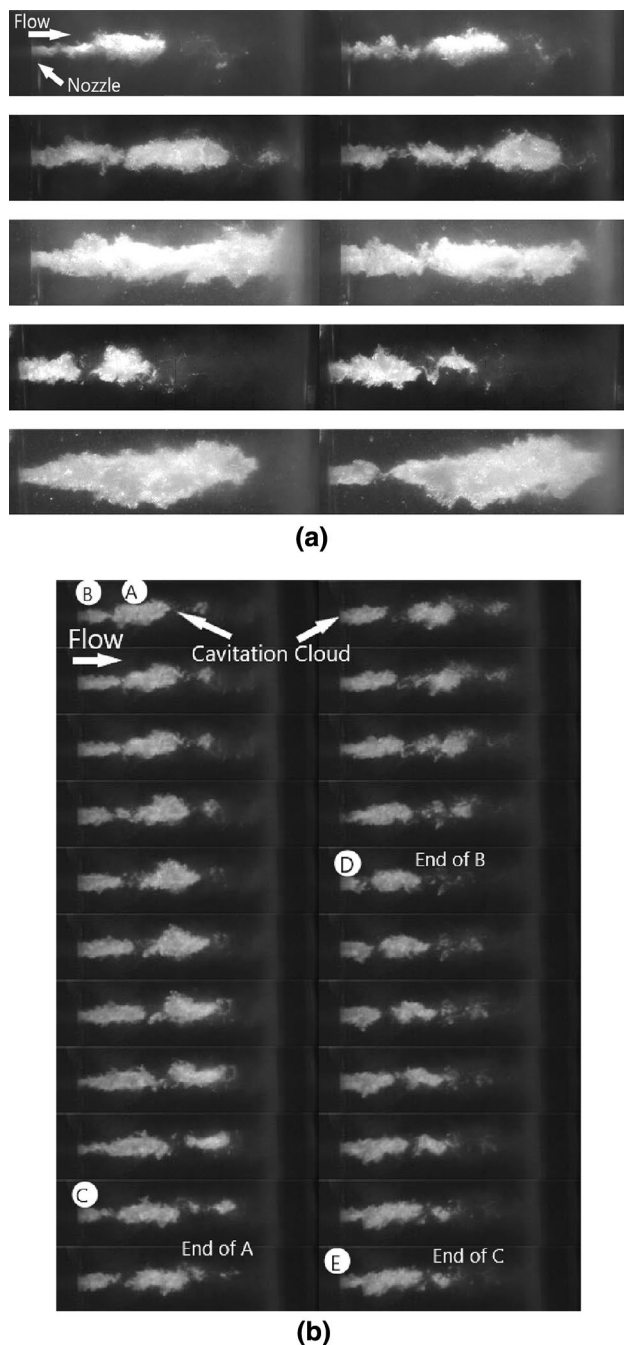 Flow
Nozzle
(a)
B A
Cavitation Cloud
Flow
D End of B
C
End of A
End of C
E
(b)